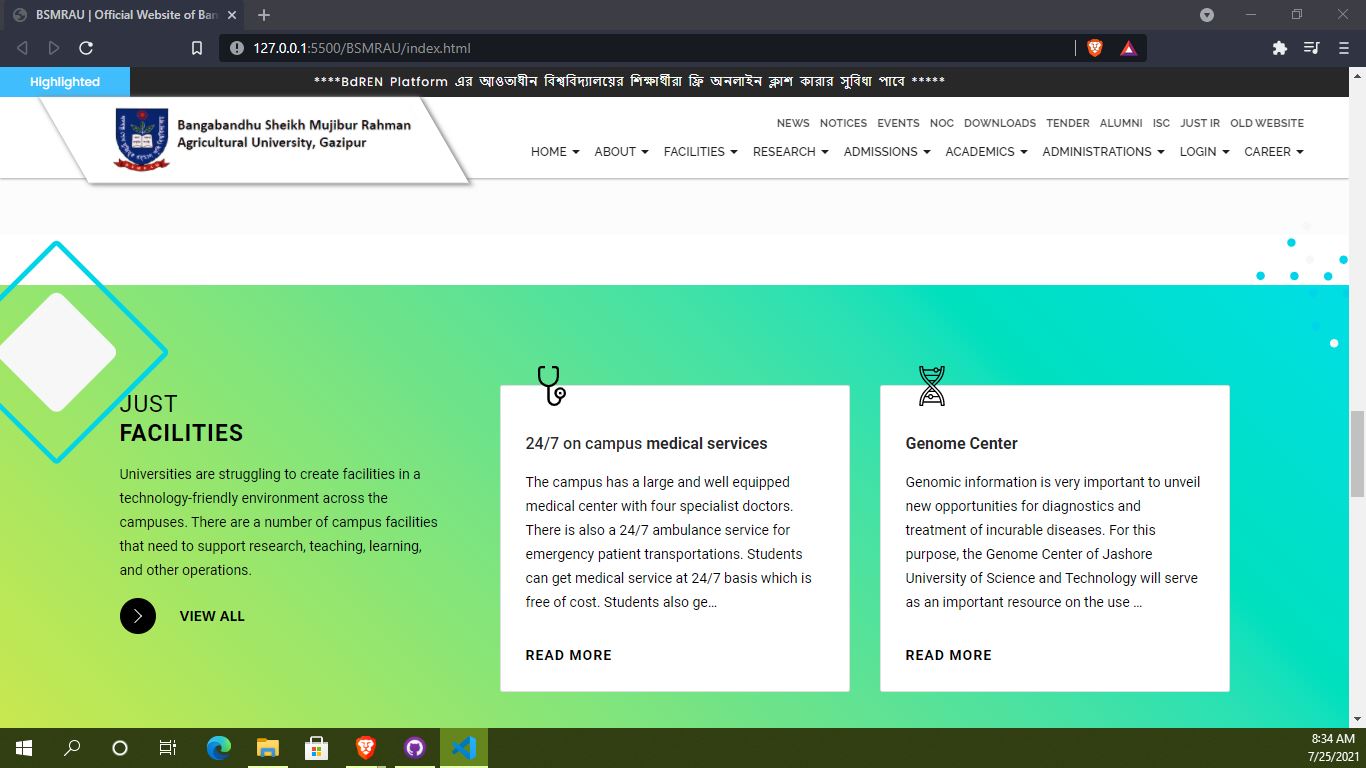 BSMRAU | Official Website of Ban
127.0.0.1:5500/BSMRAU/index.html
Highlighted
****BdREN Platform এর আওতাধীন বিশ্ববিদ্যালয়ের শিক্ষার্থীরা ফ্রি অনলাইন ক্লাশ কারার সুবিধা পাবে *****
Bangabandhu Sheikh Mujibur Rahman
Agricultural University, Gazipur
NEWS NOTICES EVENTS NOC DOWNLOADS TENDER ALUMNI ISC JUST IR OLD WEBSITE
HOME ABOUT FACILITIES RESEARCH ADMISSIONS ACADEMICS ADMINISTRATIONS LOGIN CAREER
JUST
FACILITIES
Universities are struggling to create facilities in a
technology-friendly environment across the
campuses. There are a number of campus facilities
that need to support research, teaching, learning,
and other operations.
VIEW ALL
24/7 on campus medical services
The campus has a large and well equipped
medical center with four specialist doctors.
There is also a 24/7 ambulance service for
emergency patient transportations. Students
can get medical service at 24/7 basis which is
free of cost. Students also ge...
READ MORE
Genome Center
Genomic information is very important to unveil
new opportunities for diagnostics and
treatment of incurable diseases. For this
purpose, the Genome Center of Jashore
University of Science and Technology will serve
as an important resource on the use ...
READ MORE
8:34 AM
7/25/2021